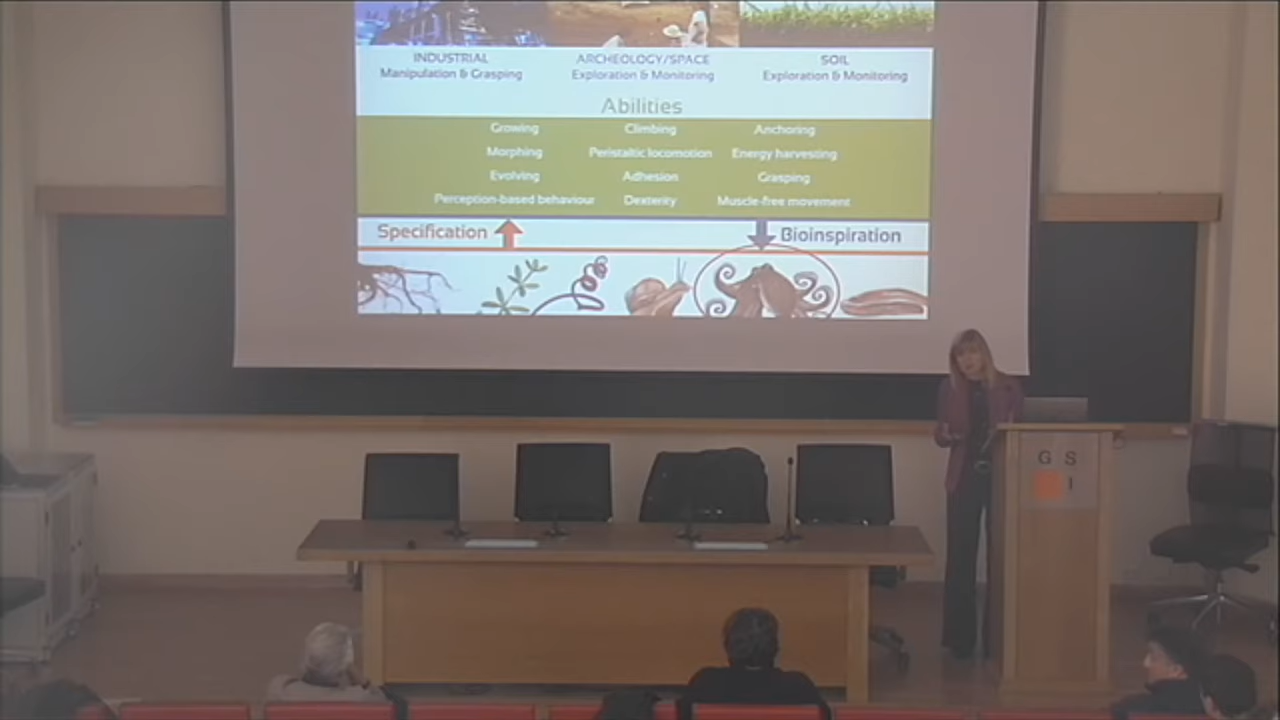 INDUSTRIAL
Manipulation & Grasping
ARCHEOLOGY/SPACE
Exploration & Monitoring
SOIL
Exploration & Monitoring
Abilities
Growing
Climbing
Anchoring
Morphing
Peristaltic locomotion
Energy harvesting
Evolving
Adhesion
Grasping
Perception-based behaviour
Dexterity
Muscle-free movement
Specification
Bioinspiration
G S
I